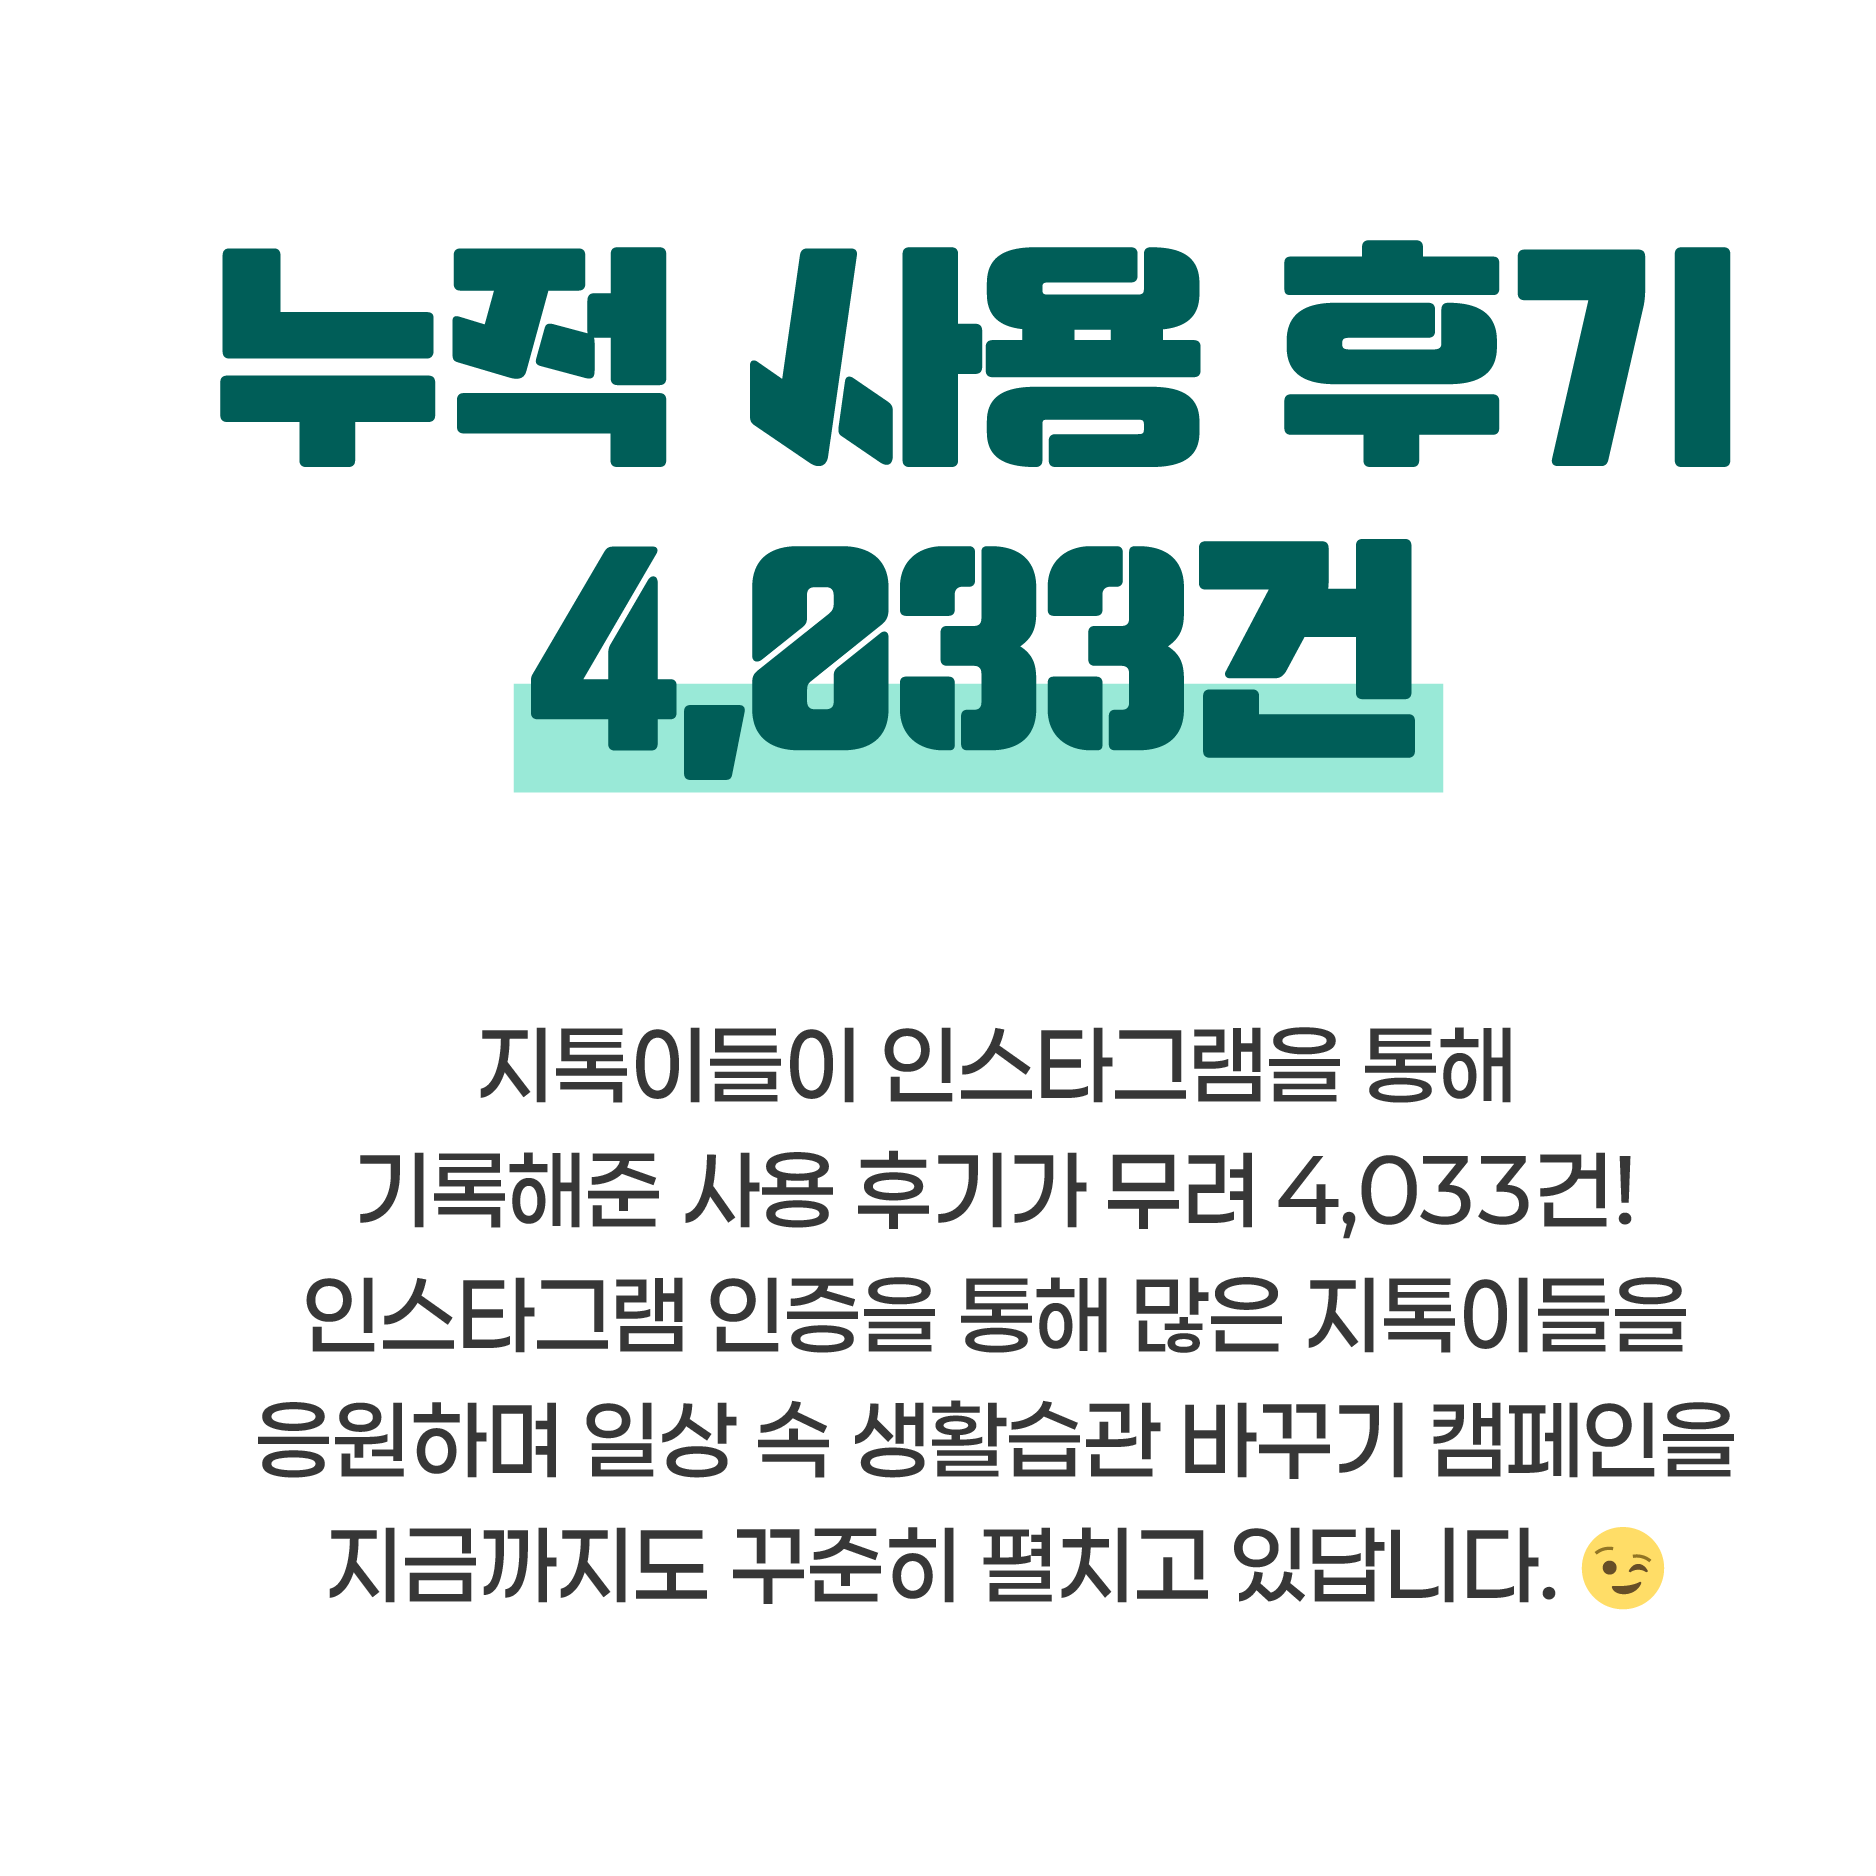 누적 사용 후기
4,033건
지톡이들이 인스타그램을 통해
기록해준 사용 후기가 무려 4,033건!
인스타그램 인증을 통해 많은 지톡이들을
응원하며 일상 속 생활습관 바꾸기 캠페인을
지금까지도 꾸준히 펼치고 있답니다. 😉